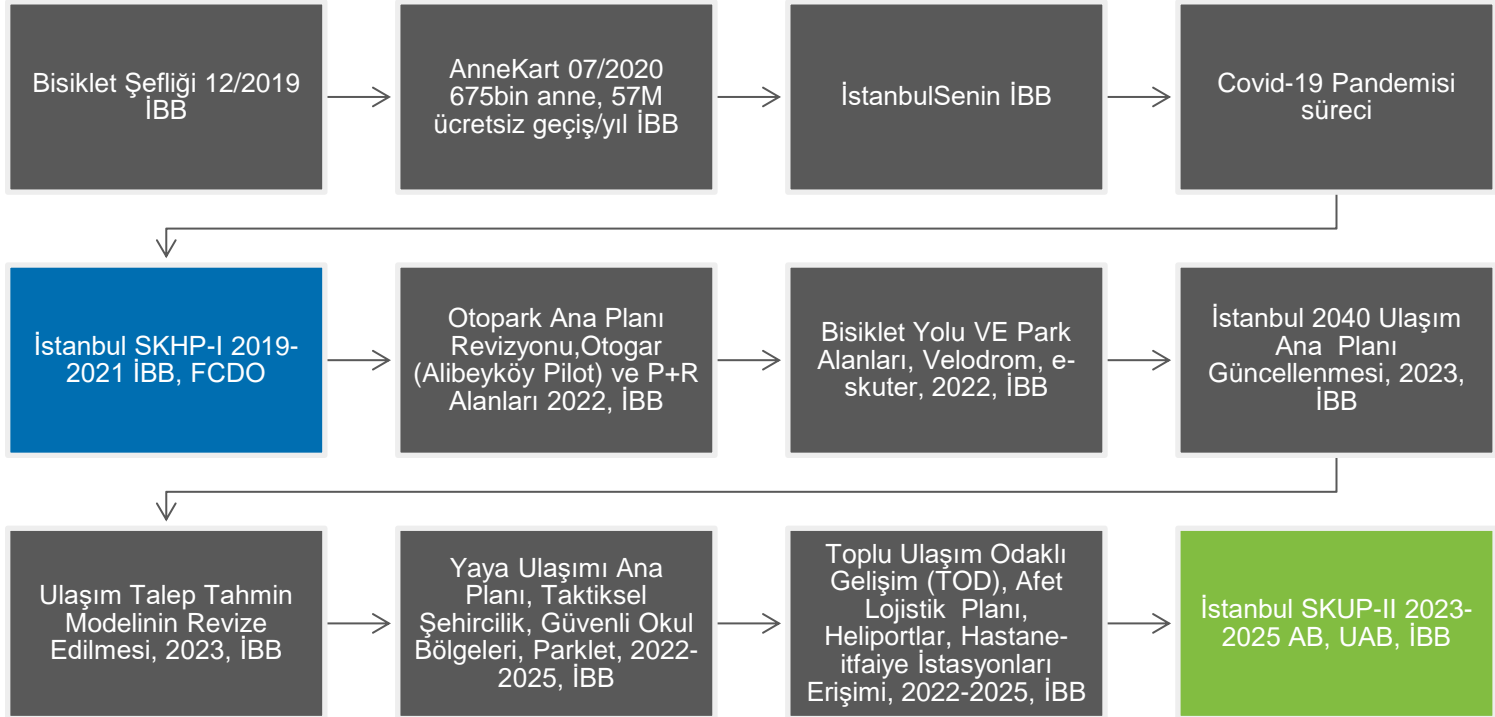 Bisiklet Şefliği 12/2019
İBB
AnneKart 07/2020
675bin anne, 57M
ücretsiz geçiş/yıl İBB
İstanbulSenin İBB
Covid-19 Pandemisi
süreci
İstanbul SKHP-I 2019-
2021 İBB, FCDO
Otopark Ana Planı
Revizyonu,Otogar
(Alibeyköy Pilot) ve P+R
Alanları 2022, İBB
Bisiklet Yolu VE Park
Alanları, Velodrom, e-
skuter, 2022, İBB
İstanbul 2040 Ulaşım
Ana Planı
Güncellenmesi, 2023,
İBB
Ulaşım Talep Tahmin
Modelinin Revize
Edilmesi, 2023, İBB
Yaya Ulaşımı Ana
Planı, Taktiksel
Şehircilik, Güvenli Okul
Bölgeleri, Parklet, 2022-
2025, İBB
Toplu Ulaşım Odaklı
Gelişim (TOD), Afet
Lojistik Planı,
Heliportlar, Hastane-
itfaiye İstasyonları
Erişimi, 2022-2025, İBB
İstanbul SKUP-II 2023-
2025 AB, UAB, İBB